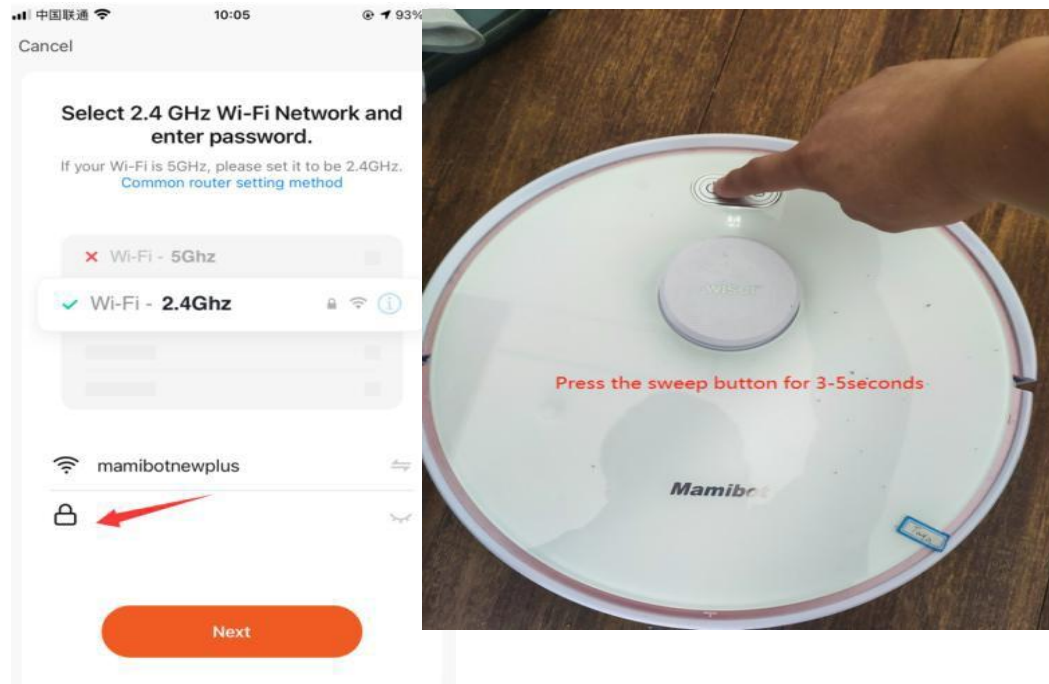 中国联通
10:05
93%
Cancel
Select 2.4 GHz Wi-Fi Network and
enter password.
If your Wi-Fi is 5GHz, please set it to be 2.4GHz.
Common router setting method
Wi-Fi - 5Ghz
Wi-Fi - 2.4Ghz
mamibotnewplus
Next
wiser
Press the sweep button for 3-5seconds
Mamibot